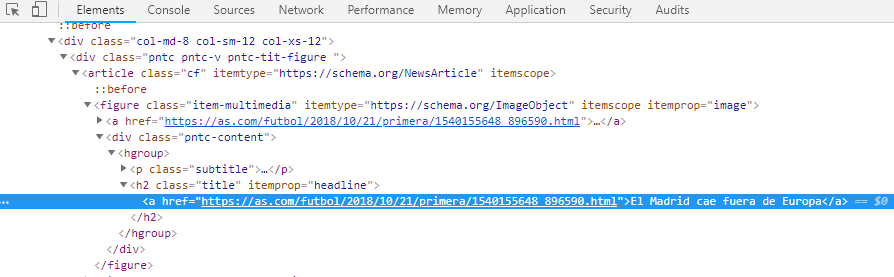 Elements Console Sources Network Performance Memory Application Security Audits
::before
<div class="col-md-8 col-sm-12 col-xs-12">
<div class="pntc pntc-v pntc-tit-figure ">
<article class="cf" itemtype="https://schema.org/NewsArticle" itemscope>
::before
<figure class="item-multimedia" itemtype="https://schema.org/ImageObject" itemscope itemprop="image">
<a href="https://as.com/futbol/2018/10/21/primera/1540155648_896590.html">…</a>
<div class="pntc-content">
<hgroup>
<p class="subtitle">…</p>
<h2 class="title" itemprop="headline">
… <a href="https://as.com/futbol/2018/10/21/primera/1540155648_896590.html">El Madrid cae fuera de Europa</a> == $0
</h2>
</hgroup>
</div>
</figure>